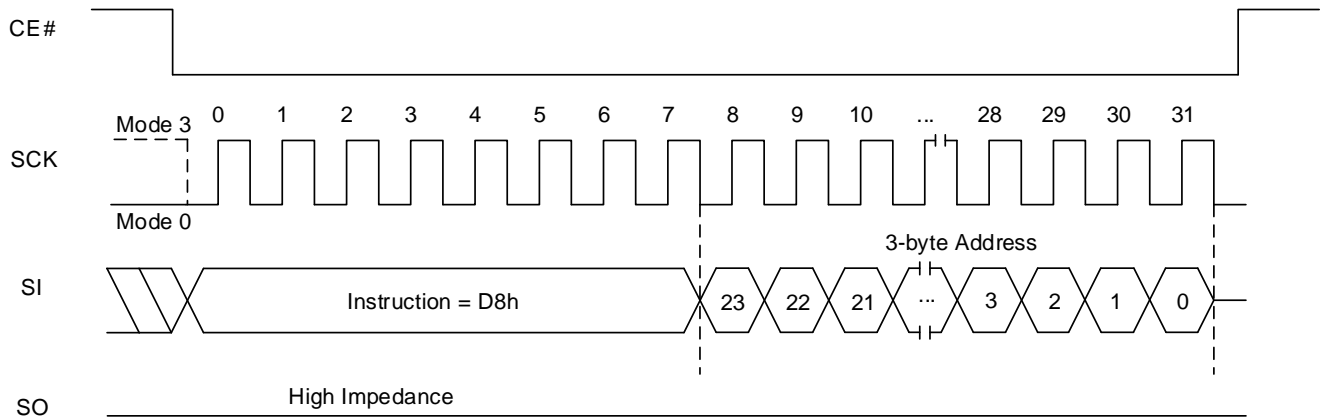 CE#
0 1 2 3 4 5 6 7 8 9 10 ... 28 29 30 31
Mode 3
SCK
Mode 0
3-byte Address
SI
Instruction = D8h 23 22 21 ... 3 2 1 0
High Impedance
SO